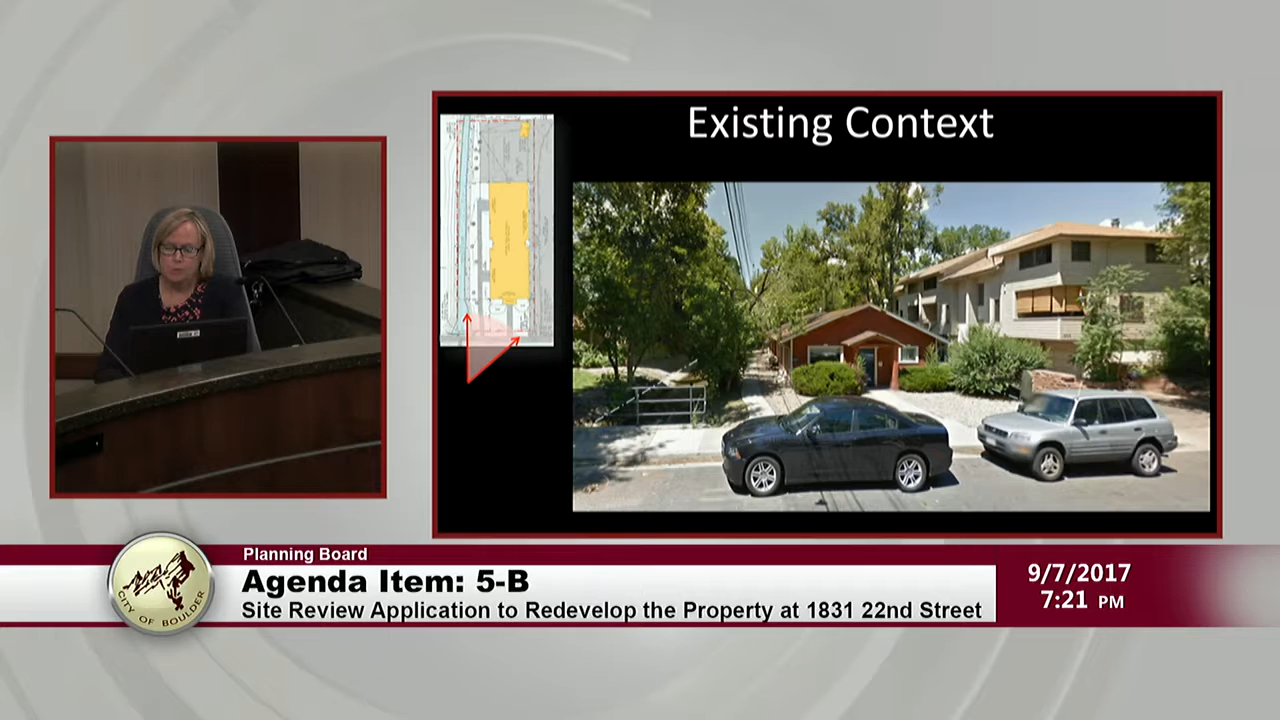 Existing Context
Planning Board
Agenda Item: 5-B
Site Review Application to Redevelop the Property at 1831 22nd Street
9/7/2017
7:21 PM
CITY OF BOULDER